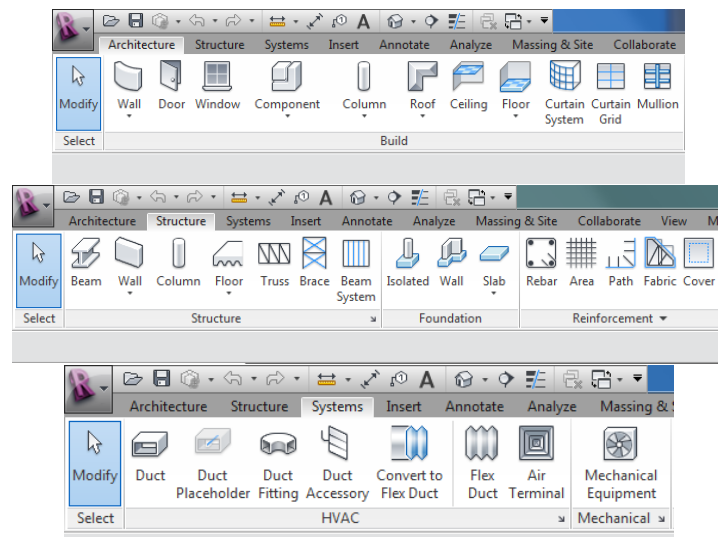 Architecture Structure Systems Insert Annotate Analyze Massing & Site Collaborate
Modify Wall Door Window Component Column Roof Ceiling Floor Curtain System Curtain Grid Mullion
Select Build
Architecture Structure Systems Insert Annotate Analyze Massing & Site Collaborate View M
Modify Beam Wall Column Floor Truss Brace Beam System Isolated Wall Slab Rebar Area Path Fabric Cover
Select Structure Foundation Reinforcement
Architecture Structure Systems Insert Annotate Analyze Massing &
Modify Duct Duct Placeholder Duct Fitting Duct Accessory Convert to Flex Duct Flex Duct Air Terminal Mechanical Equipment
Select HVAC Mechanical